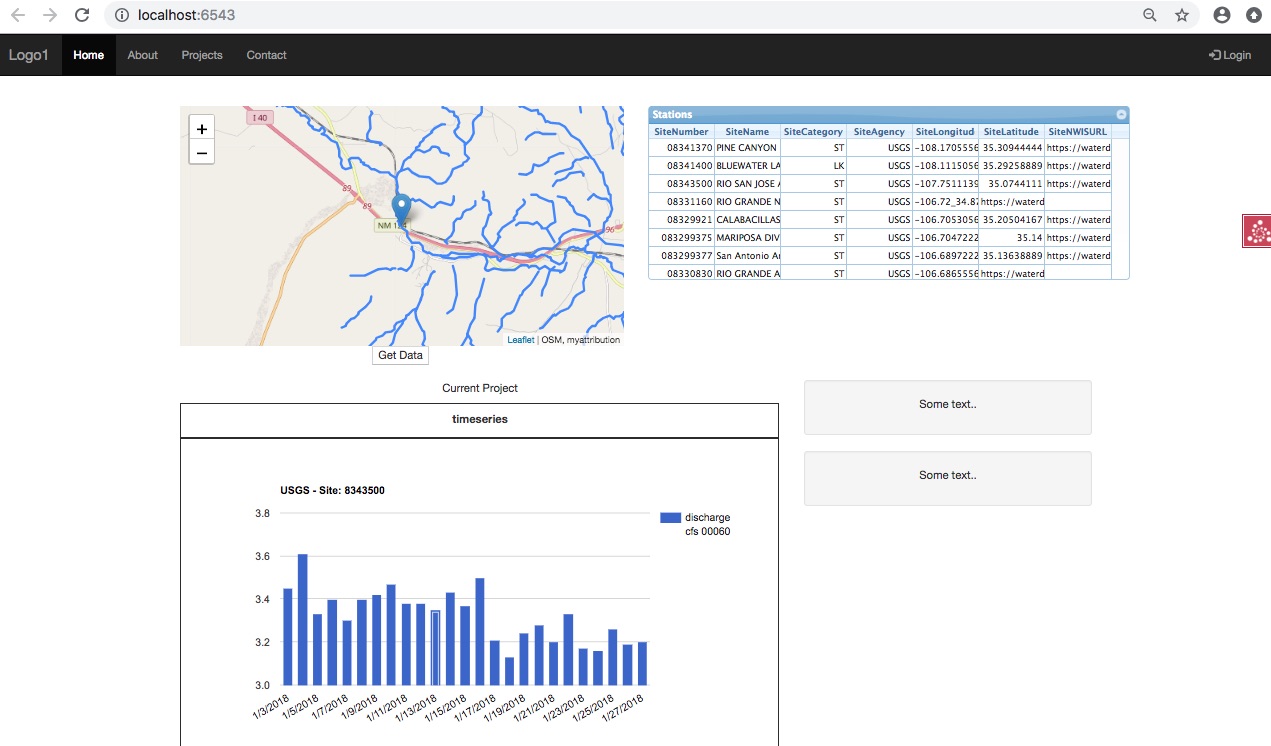 localhost:6543
Logo1 Home About Projects Contact Login
140
89
89
NM 124
96
+
−
Leaflet | OSM, myattribution
Get Data
Stations
SiteNumber SiteName SiteCategory SiteAgency SiteLongitud SiteLatitude SiteNWISURL
08341370 PINE CANYON ST USGS -108.1705556 35.30944444 https://waterd
08341400 BLUEWATER LA LK USGS -108.1115056 35.29258889 https://waterd
08343500 RIO SAN JOSE A ST USGS -107.7511139 35.0744111 https://waterd
08331160 RIO GRANDE N ST USGS -106.72_34.87 https://waterd
08329921 CALABACILLAS ST USGS -106.7053056 35.20504167 https://waterd
083299375 MARIPOSA DIV ST USGS -106.7047222 35.14 https://waterd
083299377 San Antonio Ar ST USGS -106.6897222 35.13638889 https://waterd
08330830 RIO GRANDE A ST USGS -106.6865556 https://waterd
Current Project
timeseries
USGS - Site: 8343500
discharge
cfs 00060
3.8
3.6
3.4
3.2
3.0
1/3/2018 1/5/2018 1/7/2018 1/9/2018 1/11/2018 1/13/2018 1/15/2018 1/17/2018 1/19/2018 1/21/2018 1/23/2018 1/25/2018 1/27/2018
Some text..
Some text..